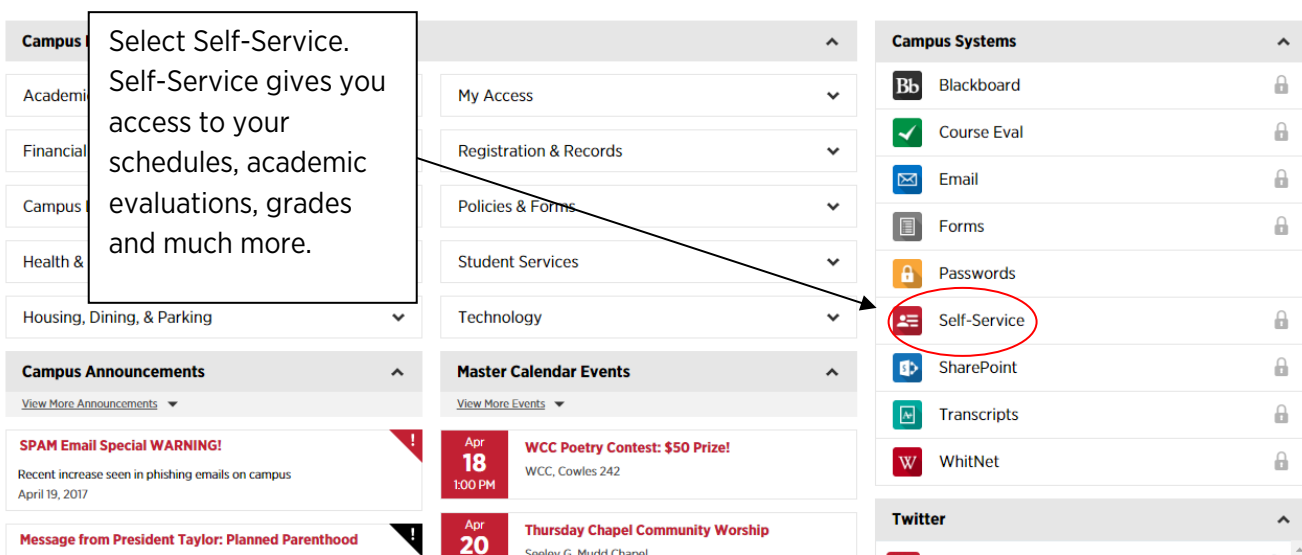 Campus
Select Self-Service.
Self-Service gives you
access to your
schedules, academic
evaluations, grades
and much more.
Academi
Financial
Campus
Health &
Housing, Dining, & Parking
My Access
Registration & Records
Policies & Forms
Student Services
Technology
Campus Announcements
View More Announcements
SPAM Email Special WARNING!
!
Recent increase seen in phishing emails on campus
April 19, 2017
Message from President Taylor: Planned Parenthood
!
Master Calendar Events
View More Events
Apr
18
1:00 PM
WCC Poetry Contest: $50 Prize!
WCC, Cowles 242
Apr
20
Thursday Chapel Community Worship
Seeley G. Mudd Chapel
Campus Systems
Bb Blackboard
Course Eval
Email
Forms
Passwords
Self-Service
SharePoint
Transcripts
W WhitNet
Twitter